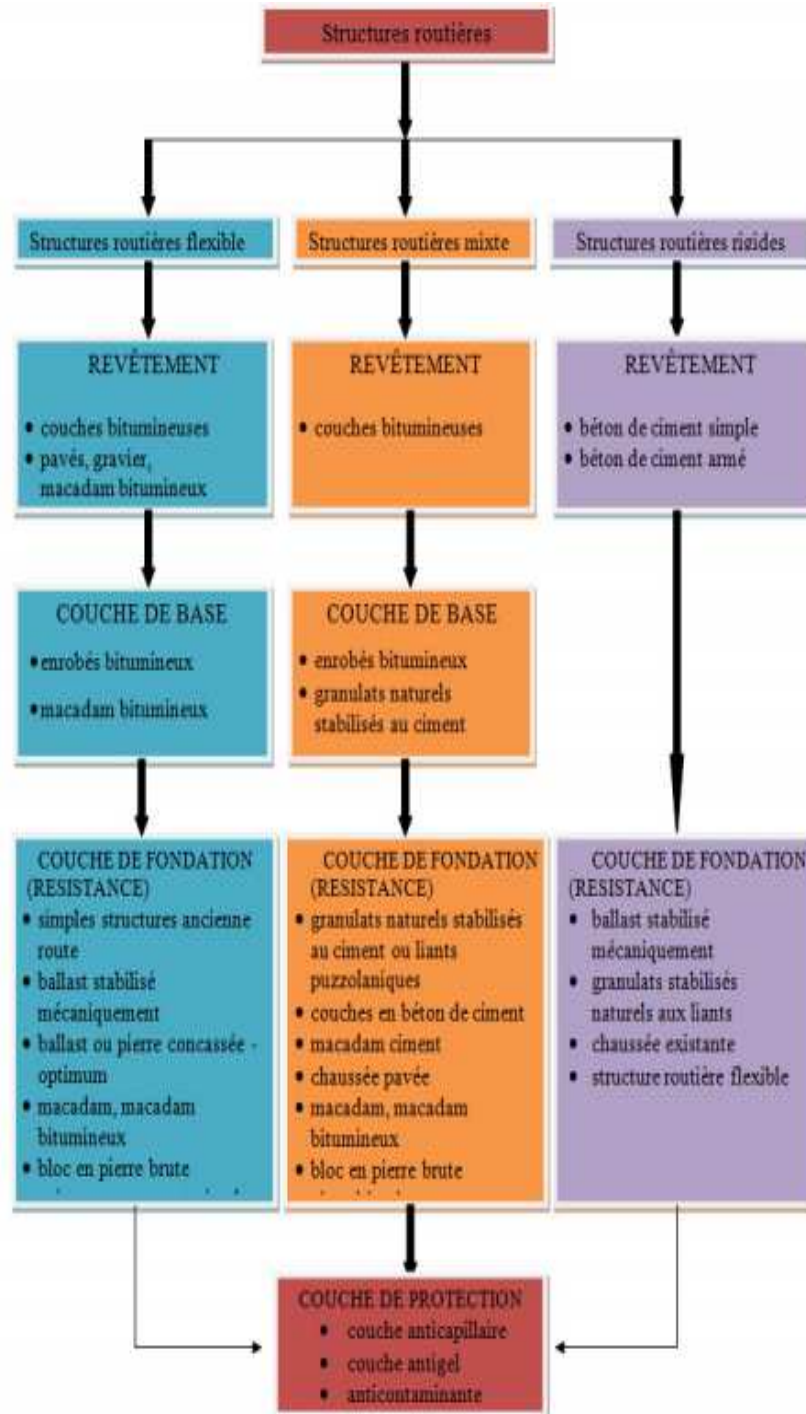 Structures routières
Structures routières flexible
Structures routières mixte
Structures routières rigides
REVÊTEMENT
• couches bitumineuses
• pavés, gravier,
macadam bitumineux
REVÊTEMENT
• couches bitumineuses
REVÊTEMENT
• béton de ciment simple
• béton de ciment armé
COUCHE DE BASE
• enrobés bitumineux
• macadam bitumineux
COUCHE DE BASE
• enrobés bitumineux
• granulats naturels
stabilisés au ciment
COUCHE DE FONDATION
(RESISTANCE)
• simples structures ancienne
route
• ballast stabilisé
mécaniquement
• ballast ou pierre concassée -
optimum
• macadam, macadam
bitumineux
• bloc en pierre brute
COUCHE DE FONDATION
(RESISTANCE)
• granulats naturels stabilisés
au ciment ou liants
puzzolaniques
• couches en béton de ciment
• macadam ciment
• chaussée pavée
• macadam, macadam
bitumineux
• bloc en pierre brute
COUCHE DE FONDATION
(RESISTANCE)
• ballast stabilisé
mécaniquement
• granulats stabilisés
naturels aux liants
• chaussée existante
• structure routière flexible
COUCHE DE PROTECTION
• couche anticapillaire
• couche antigel
• anticontaminante